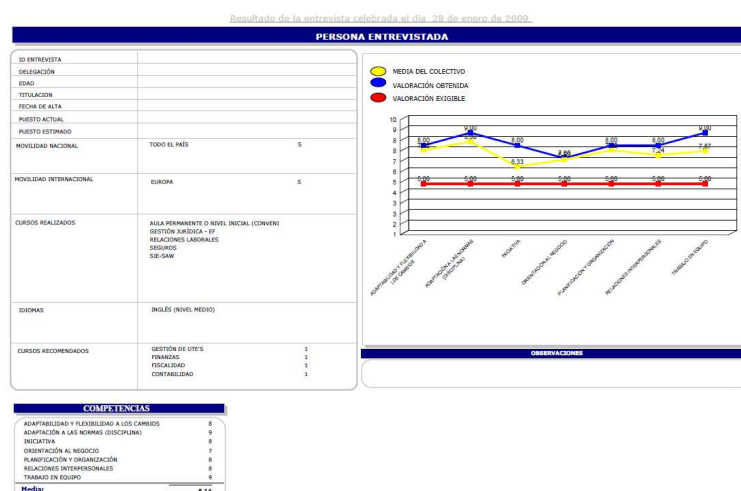 Resultado de la entrevista celebrada el día 28 de enero de 2009
PERSONA ENTREVISTADA
ID ENTREVISTA
DELEGACIÓN
EDAD
TITULACION
FECHA DE ALTA
PUESTO ACTUAL
PUESTO ESTIMADO
MOVILIDAD NACIONAL TODO EL PAÍS S
MOVILIDAD INTERNACIONAL EUROPA S
CURSOS REALIZADOS AULA PERMANENTE O NIVEL INICIAL (CONVENI
GESTIÓN JURÍDICA - EF
RELACIONES LABORALES
SEGUROS
SIE-SAW
IDIOMAS INGLÉS (NIVEL MEDIO)
CURSOS RECOMENDADOS GESTIÓN DE UTE'S 1
FINANZAS 1
FISCALIDAD 1
CONTABILIDAD 1
MEDIA DEL COLECTIVO
VALORACIÓN OBTENIDA
VALORACIÓN EXIGIBLE
10
9
8
8
7
6
5
4
3
3
2
1
8,00 9,00 8,00 8,00 8,00 9,00
6,33 7,24 7,67
5,00 5,00 5,00 5,00 5,00 5,00 5,00
ADAPTABILIDAD Y FLEXIBILIDAD A
LOS CAMBIOS
ADAPTACIÓN A LAS NORMAS
(DISCIPLINA)
INICIATIVA
ORIENTACIÓN AL NEGOCIO
PLANIFICACIÓN Y ORGANIZACIÓN
RELACIONES INTERPERSONALES
TRABAJO EN EQUIPO
OBSERVACIONES
COMPETENCIAS
ADAPTABILIDAD Y FLEXIBILIDAD A LOS CAMBIOS 8
ADAPTACIÓN A LAS NORMAS (DISCIPLINA) 9
INICIATIVA 8
ORIENTACIÓN AL NEGOCIO 7
PLANIFICACIÓN Y ORGANIZACIÓN 8
RELACIONES INTERPERSONALES 8
TRABAJO EN EQUIPO 9
Media: 8,14